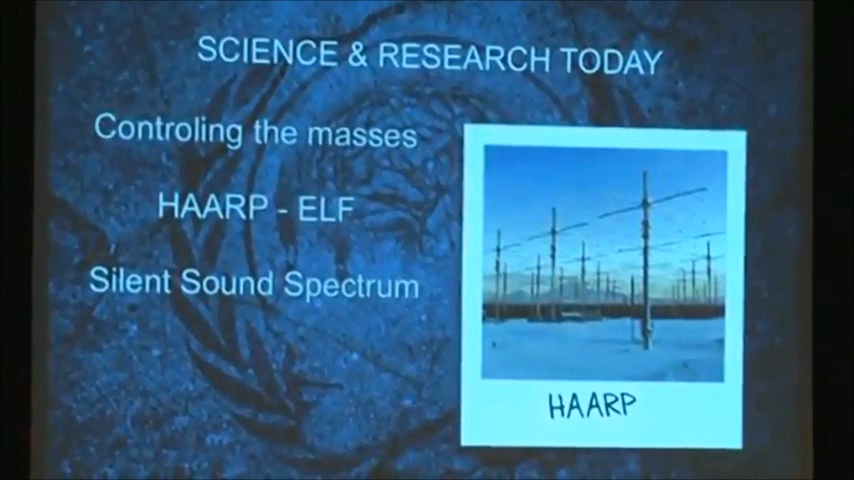 SCIENCE & RESEARCH TODAY
Controling the masses
HAARP - ELF
Silent Sound Spectrum
HAARP